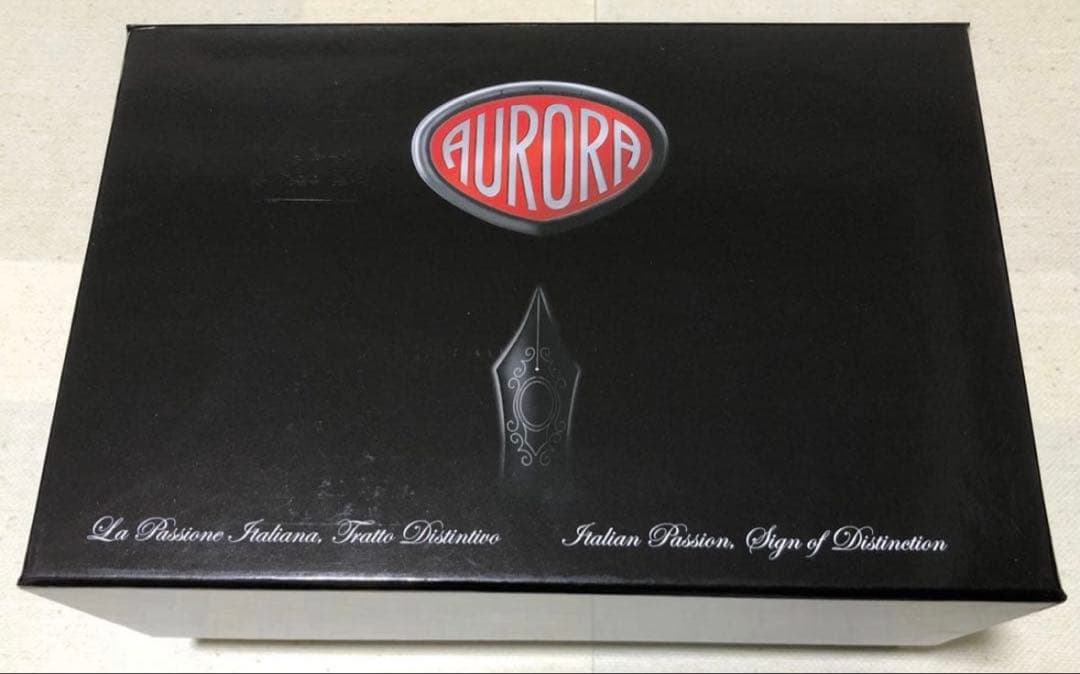 AURORA
La Passione Italiana, Tratto Distintivo
Italian Passion, Sign of Distinction